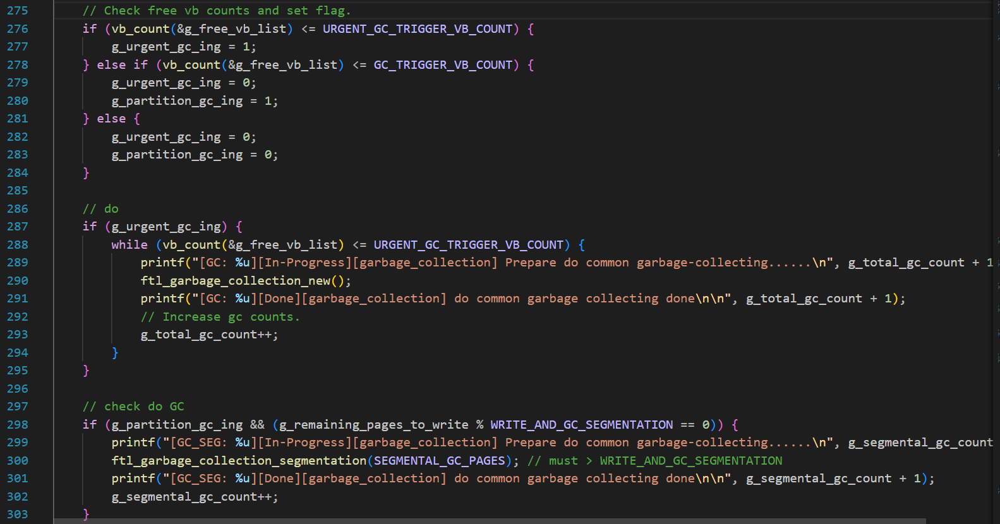 275 // Check free vb counts and set flag.
276 if (vb_count(&g_free_vb_list) <= URGENT_GC_TRIGGER_VB_COUNT) {
277 g_urgent_gc_ing = 1;
278 } else if (vb_count(&g_free_vb_list) <= GC_TRIGGER_VB_COUNT) {
279 g_urgent_gc_ing = 0;
280 g_partition_gc_ing = 1;
281 } else {
282 g_urgent_gc_ing = 0;
283 g_partition_gc_ing = 0;
284 }
285
286 // do
287 if (g_urgent_gc_ing) {
288 while (vb_count(&g_free_vb_list) <= URGENT_GC_TRIGGER_VB_COUNT) {
289 printf("[GC: %u][In-Progress][garbage_collection] Prepare do common garbage-collecting......\n", g_total_gc_count + 1
290 ftl_garbage_collection_new();
291 printf("[GC: %u][Done][garbage_collection] do common garbage collecting done\n\n", g_total_gc_count + 1);
292 // Increase gc counts.
293 g_total_gc_count++;
294 }
295 }
296
297 // check do GC
298 if (g_partition_gc_ing && (g_remaining_pages_to_write % WRITE_AND_GC_SEGMENTATION == 0)) {
299 printf("[GC_SEG: %u][In-Progress][garbage_collection] Prepare do common garbage-collecting......\n", g_segmental_gc_count
300 ftl_garbage_collection_segmentation(SEGMENTAL_GC_PAGES); // must > WRITE_AND_GC_SEGMENTATION
301 printf("[GC_SEG: %u][Done][garbage_collection] do common garbage collecting done\n\n", g_segmental_gc_count + 1);
302 g_segmental_gc_count++;
303 }